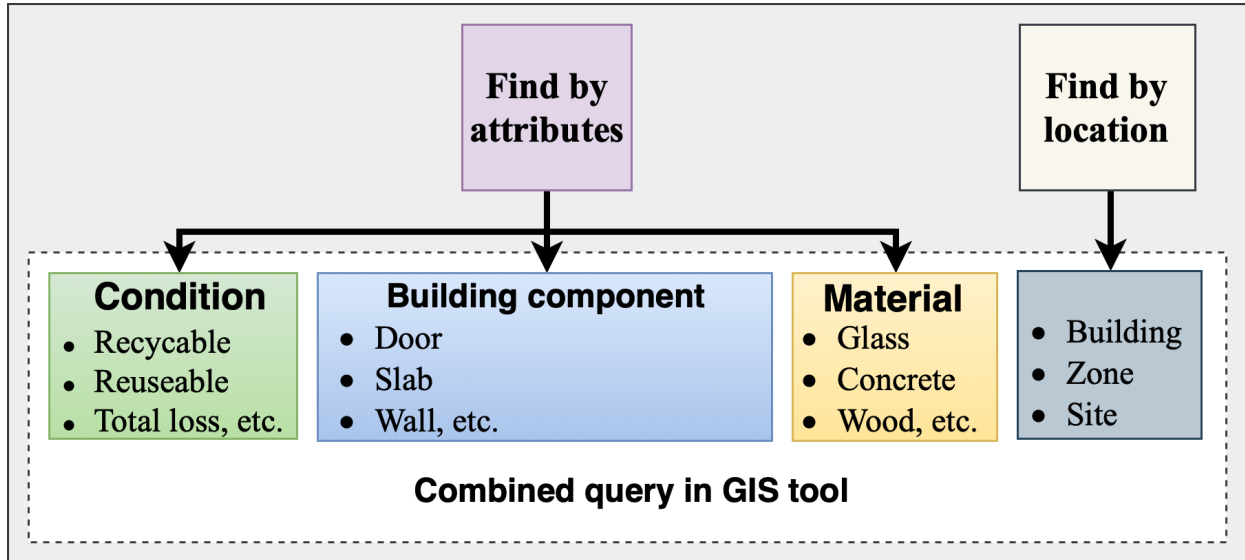 Find by
attributes
Find by
location
Condition
• Recycable
• Reuseable
• Total loss, etc.
Building component
• Door
• Slab
• Wall, etc.
Material
• Glass
• Concrete
• Wood, etc.
• Building
• Zone
• Site
Combined query in GIS tool